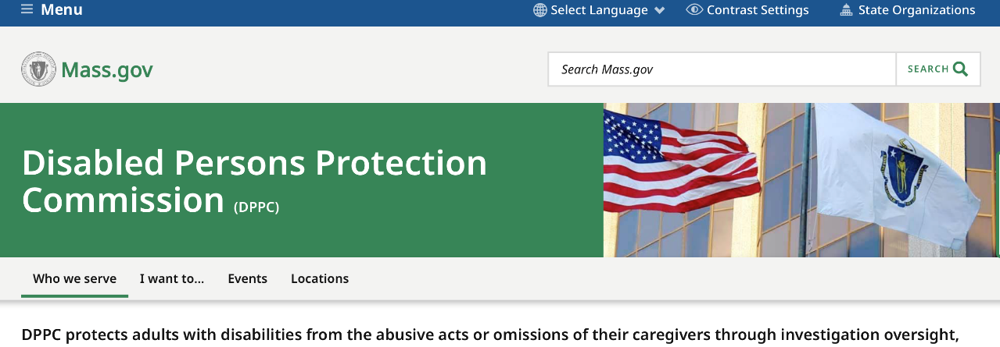 Menu
Select Language
Contrast Settings
State Organizations
Mass.gov
Search Mass.gov
SEARCH
Disabled Persons Protection
Commission (DPPC)
Who we serve
I want to...
Events
Locations
DPPC protects adults with disabilities from the abusive acts or omissions of their caregivers through investigation oversight,